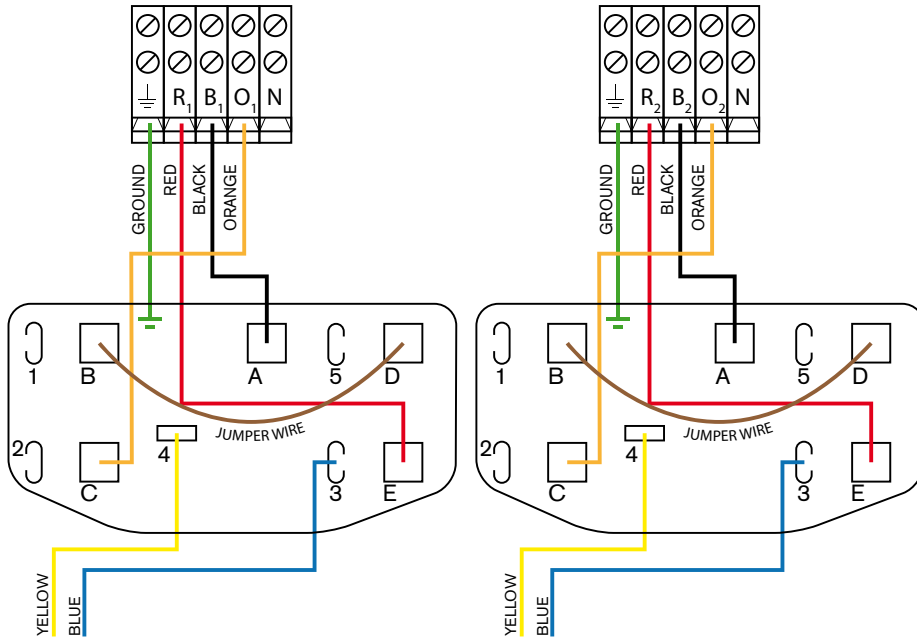 R1 B1 O1 N
GROUND
RED
BLACK
ORANGE
1
B
A
5
D
JUMPER WIRE
2
C
4
3
E
YELLOW
BLUE
R2 B2 O2 N
GROUND
RED
BLACK
ORANGE
1
B
A
5
D
JUMPER WIRE
2
C
4
3
E
YELLOW
BLUE